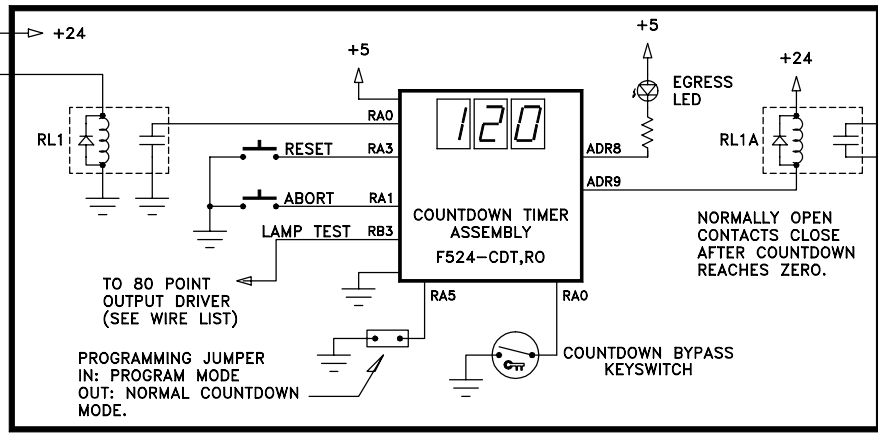 +24
+5
+5
+24
EGRESS
LED
RL1
RA0
120
RL1A
RESET
RA3
ADR8
ABORT
RA1
ADR9
LAMP TEST
RB3
COUNTDOWN TIMER
ASSEMBLY
F524-CDT,RO
NORMALLY OPEN
CONTACTS CLOSE
AFTER COUNTDOWN
REACHES ZERO.
TO 80 POINT
OUTPUT DRIVER
(SEE WIRE LIST)
RA5
RA0
PROGRAMMING JUMPER
IN: PROGRAM MODE
OUT: NORMAL COUNTDOWN
MODE.
COUNTDOWN BYPASS
KEYSWITCH